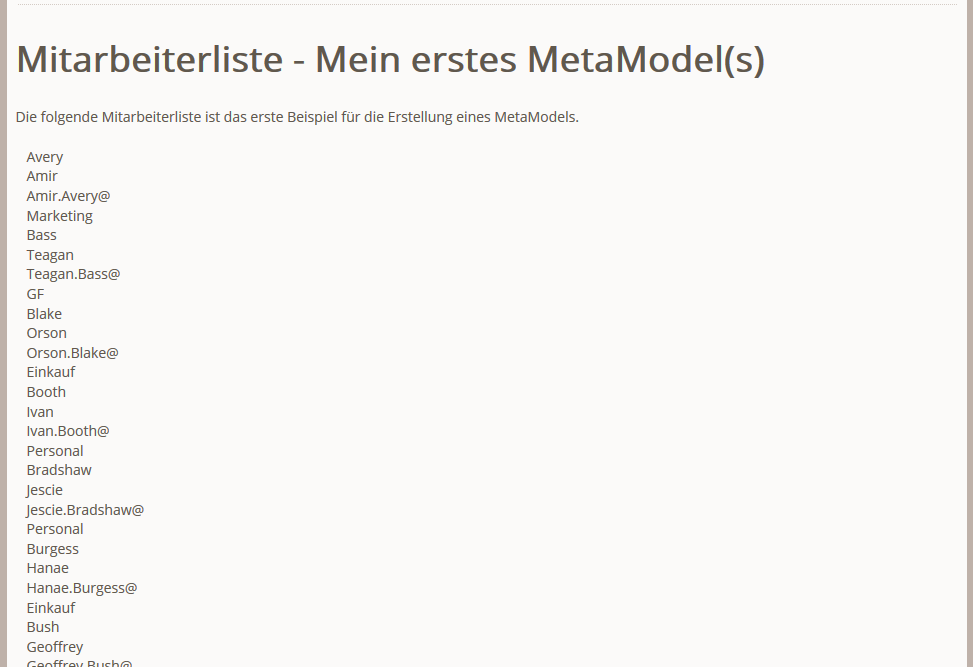 Mitarbeiterliste - Mein erstes MetaModel(s)
Die folgende Mitarbeiterliste ist das erste Beispiel für die Erstellung eines MetaModels.
Avery
Amir
Amir.Avery@
Marketing
Bass
Teagan
Teagan.Bass@
GF
Blake
Orson
Orson.Blake@
Einkauf
Booth
Ivan
Ivan.Booth@
Personal
Bradshaw
Jescie
Jescie.Bradshaw@
Personal
Burgess
Hanae
Hanae.Burgess@
Einkauf
Bush
Geoffrey
Geoffrey.Bush@